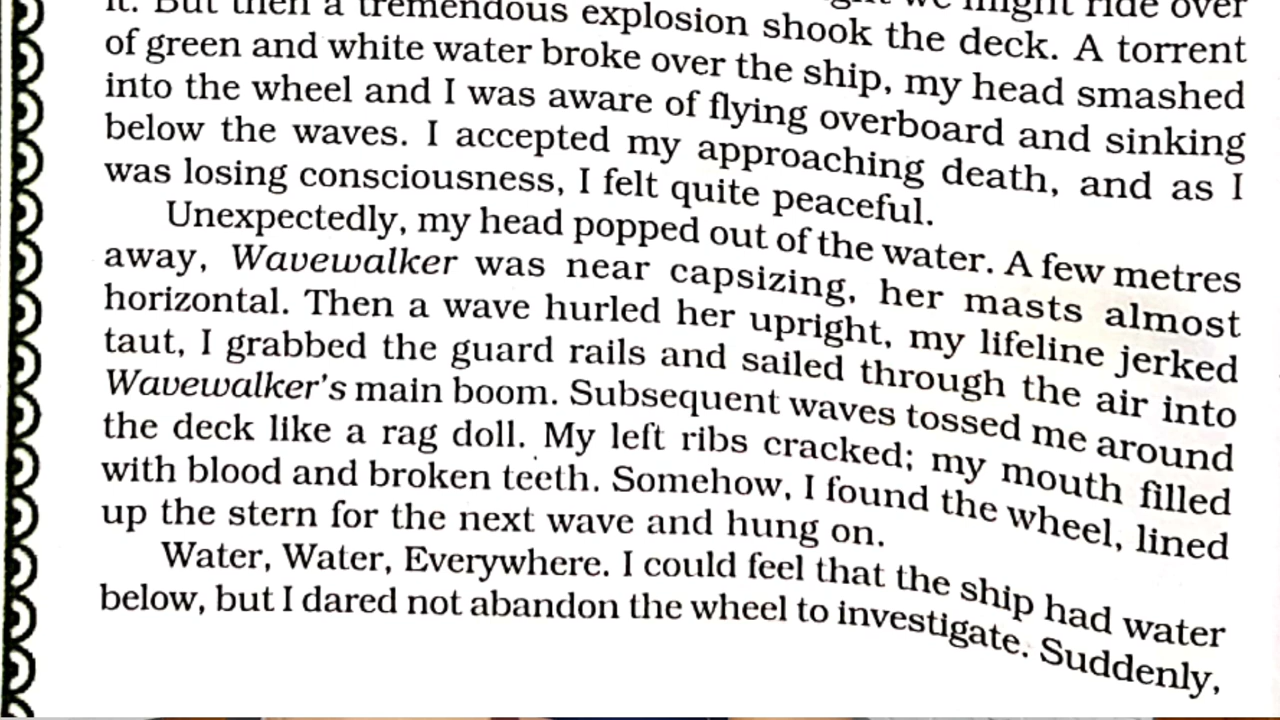 it. But then a tremendous explosion shook the deck. A torrent
of green and white water broke over the ship, my head smashed
into the wheel and I was aware of flying overboard and sinking
below the waves. I accepted my approaching death, and as I
was losing consciousness, I felt quite peaceful.
Unexpectedly, my head popped out of the water. A few metres
away, Wavewalker was near capsizing, her masts almost
horizontal. Then a wave hurled her upright, my lifeline jerked
taut, I grabbed the guard rails and sailed through the air into
Wavewalker's main boom. Subsequent waves tossed me around
the deck like a rag doll. My left ribs cracked; my mouth filled
with blood and broken teeth. Somehow, I found the wheel, lined
up the stern for the next wave and hung on.
Water, Water, Everywhere. I could feel that the ship had water
below, but I dared not abandon the wheel to investigate. Suddenly,